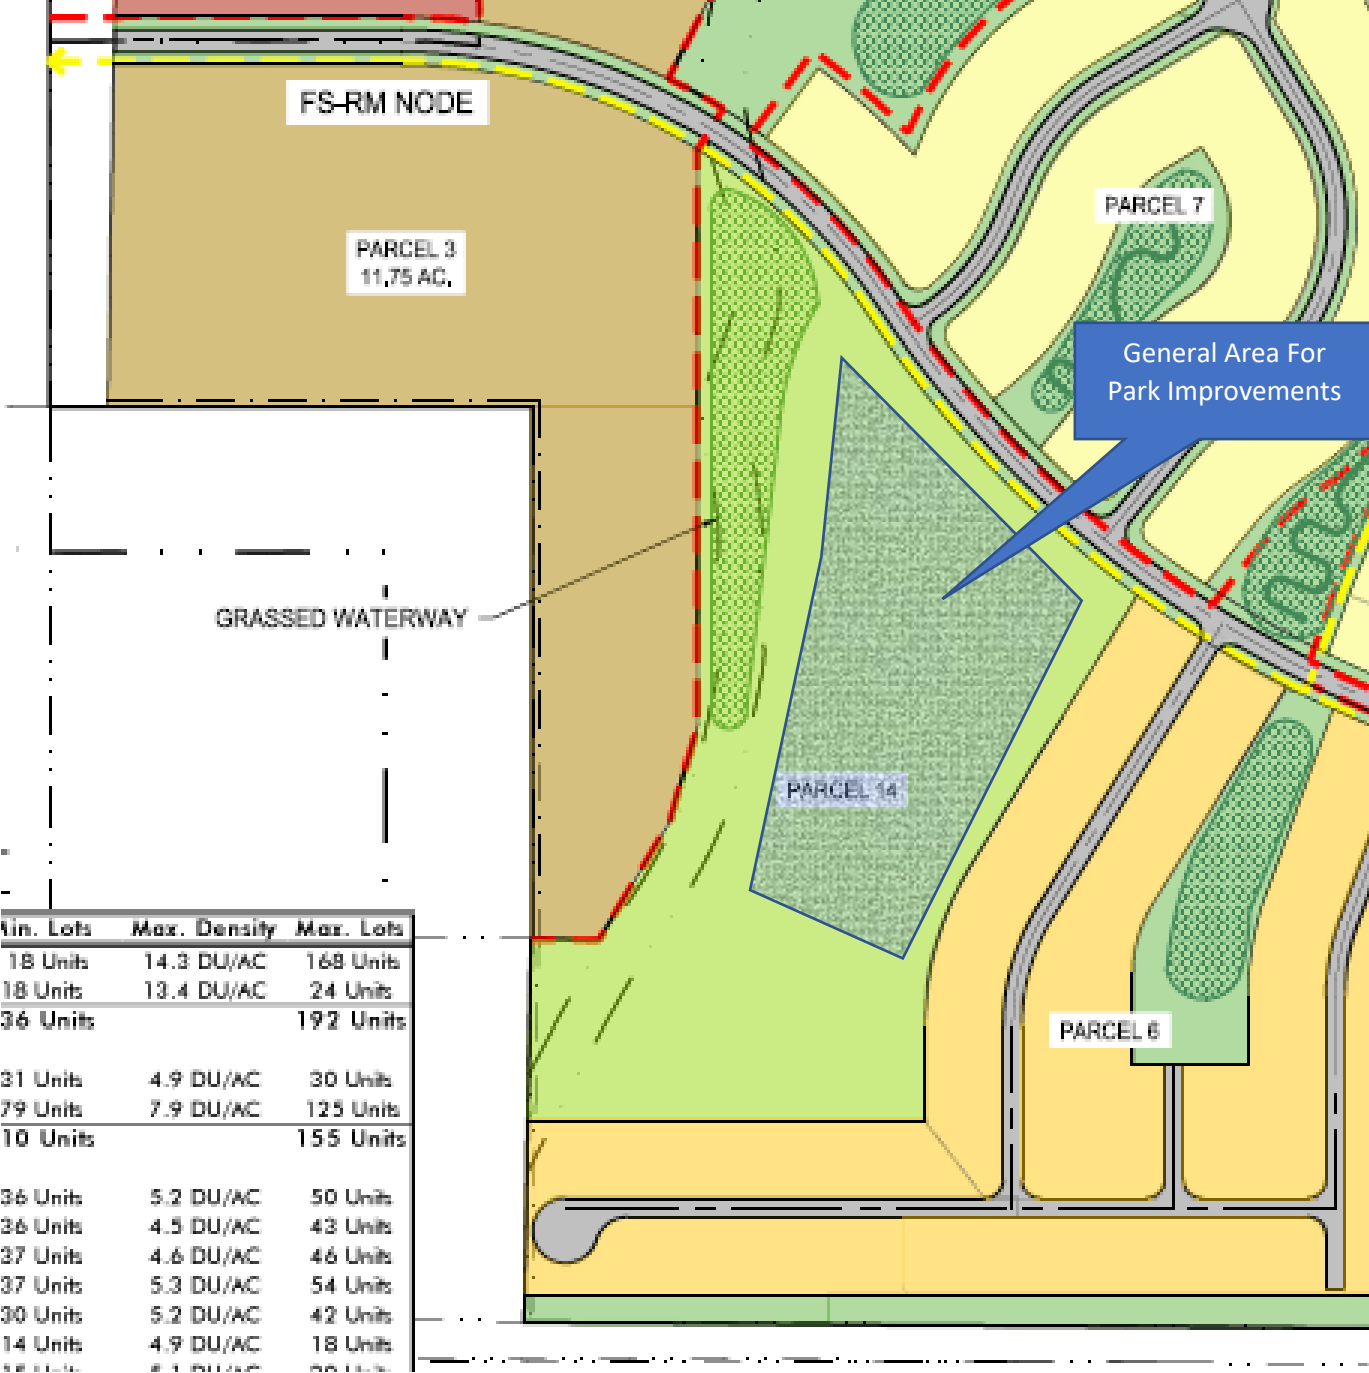 FS-RM NODE
PARCEL 3
11.75 AC.
PARCEL 7
General Area For
Park Improvements
GRASSED WATERWAY
PARCEL 14
PARCEL 6
Lots Max. Density Max. Lots
18 Units 14.3 DU/AC 168 Units
18 Units 13.4 DU/AC 24 Units
36 Units 192 Units
31 Units 4.9 DU/AC 30 Units
79 Units 7.9 DU/AC 125 Units
10 Units 155 Units
36 Units 5.2 DU/AC 50 Units
36 Units 4.5 DU/AC 43 Units
37 Units 4.6 DU/AC 46 Units
37 Units 5.3 DU/AC 54 Units
30 Units 5.2 DU/AC 42 Units
14 Units 4.9 DU/AC 18 Units